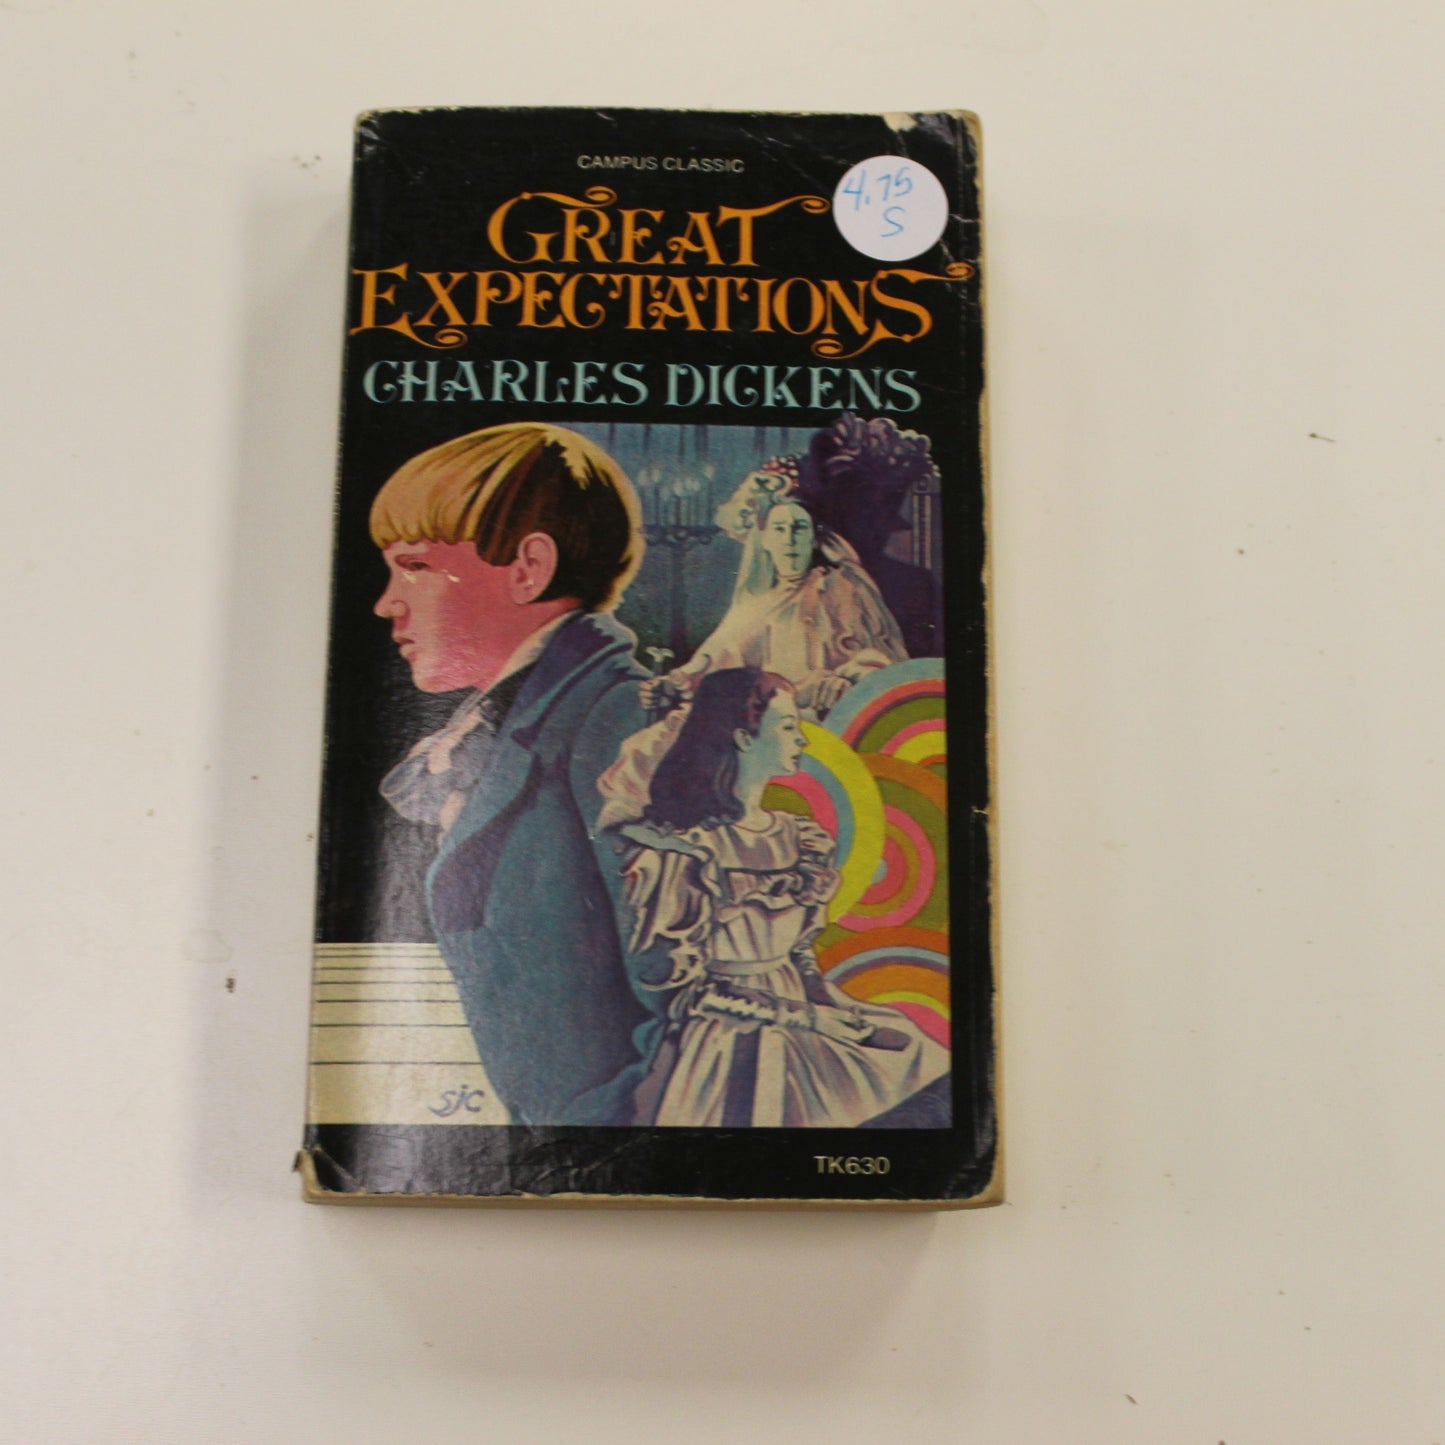 CAMPUS CLASSIC
GREAT
EXPECTATIONS
CHARLES DICKENS
4.75
S
sjc
TK630